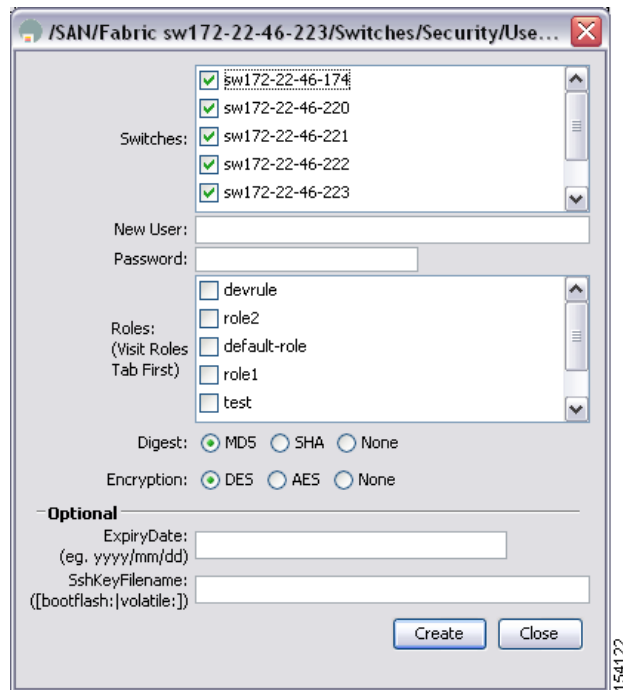 /SAN/Fabric sw172-22-46-223/Switches/Security/Use...
Switches:
sw172-22-46-174
sw172-22-46-220
sw172-22-46-221
sw172-22-46-222
sw172-22-46-223
New User:
Password:
Roles:
(Visit Roles
Tab First)
devrule
role2
default-role
role1
test
Digest: MD5 SHA None
Encryption: DES AES None
Optional
ExpiryDate:
(eg. yyyy/mm/dd)
SshKeyFilename:
([bootflash:|volatile:])
Create Close
154122